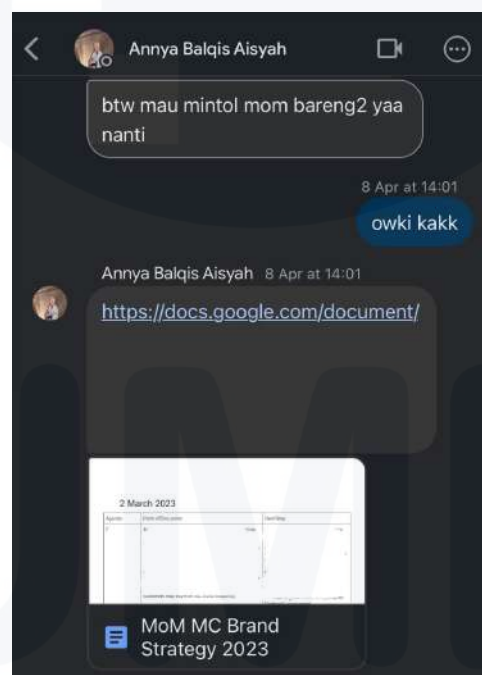 Annya Balqis Aisyah
btw mau mintol mom bareng2 yaa
nanti
8 Apr at 14:01
owki kakk
Annya Balqis Aisyah 8 Apr at 14:01
https://docs.google.com/document/
2 March 2023
MoM MC Brand
Strategy 2023